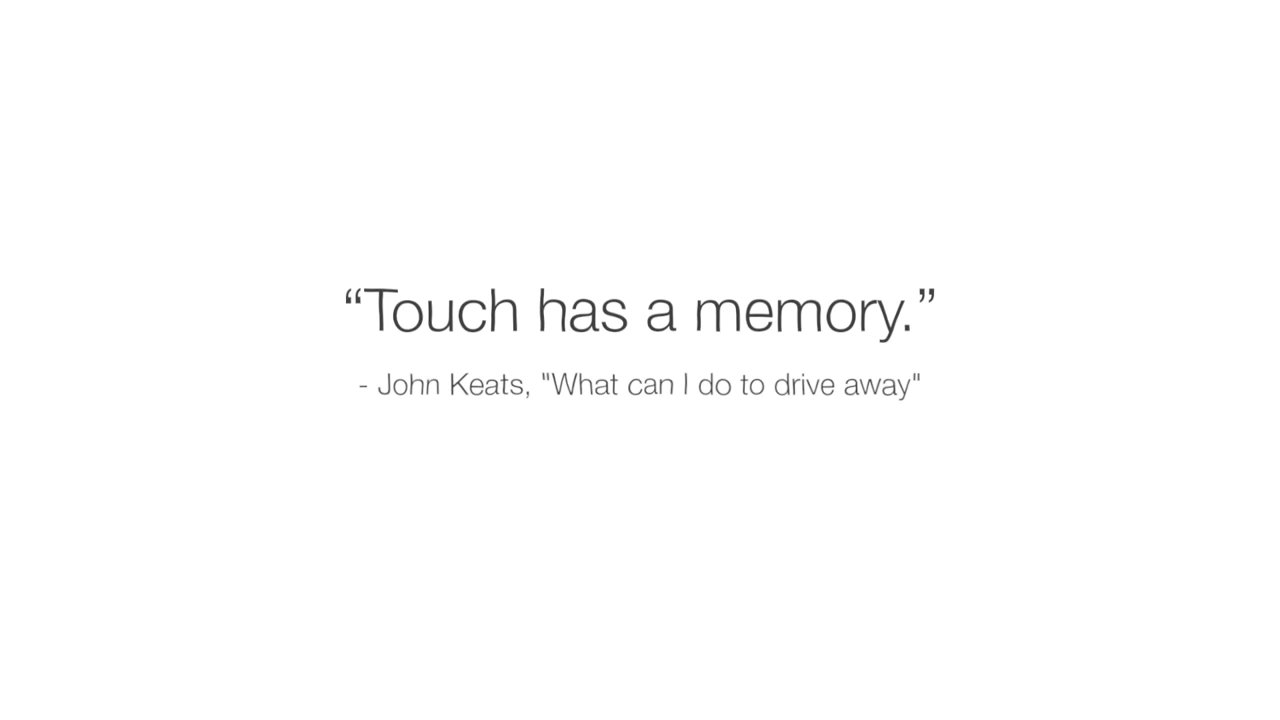 “Touch has a memory.”
- John Keats, "What can I do to drive away"